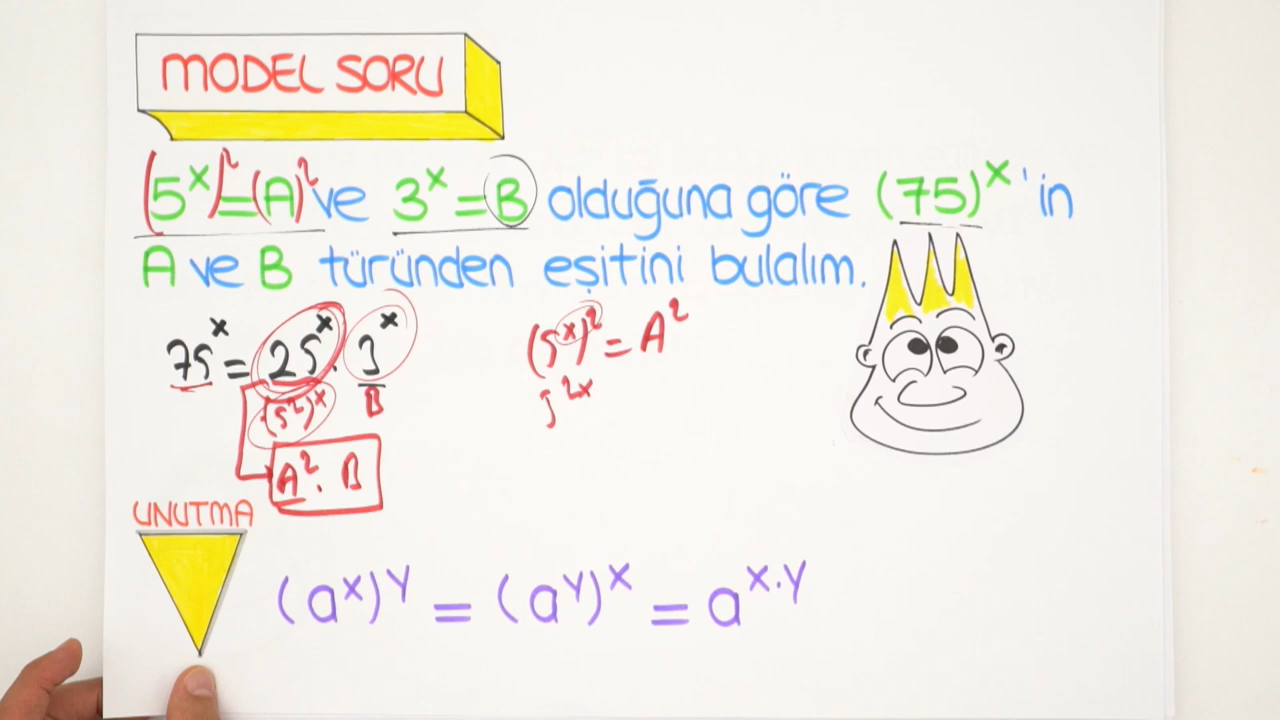 MODEL SORU
(5^x)^2 = (A)^2 ve 3^x = B olduğuna göre (75)^x 'in
A ve B türünden eşitini bulalım.
75^x = 25^x . 3^x
(5^2)^x B
A^2 . B
(5^x)^2 = A^2
5^2x
UNUTMA
(a^x)^y = (a^y)^x = a^x.y